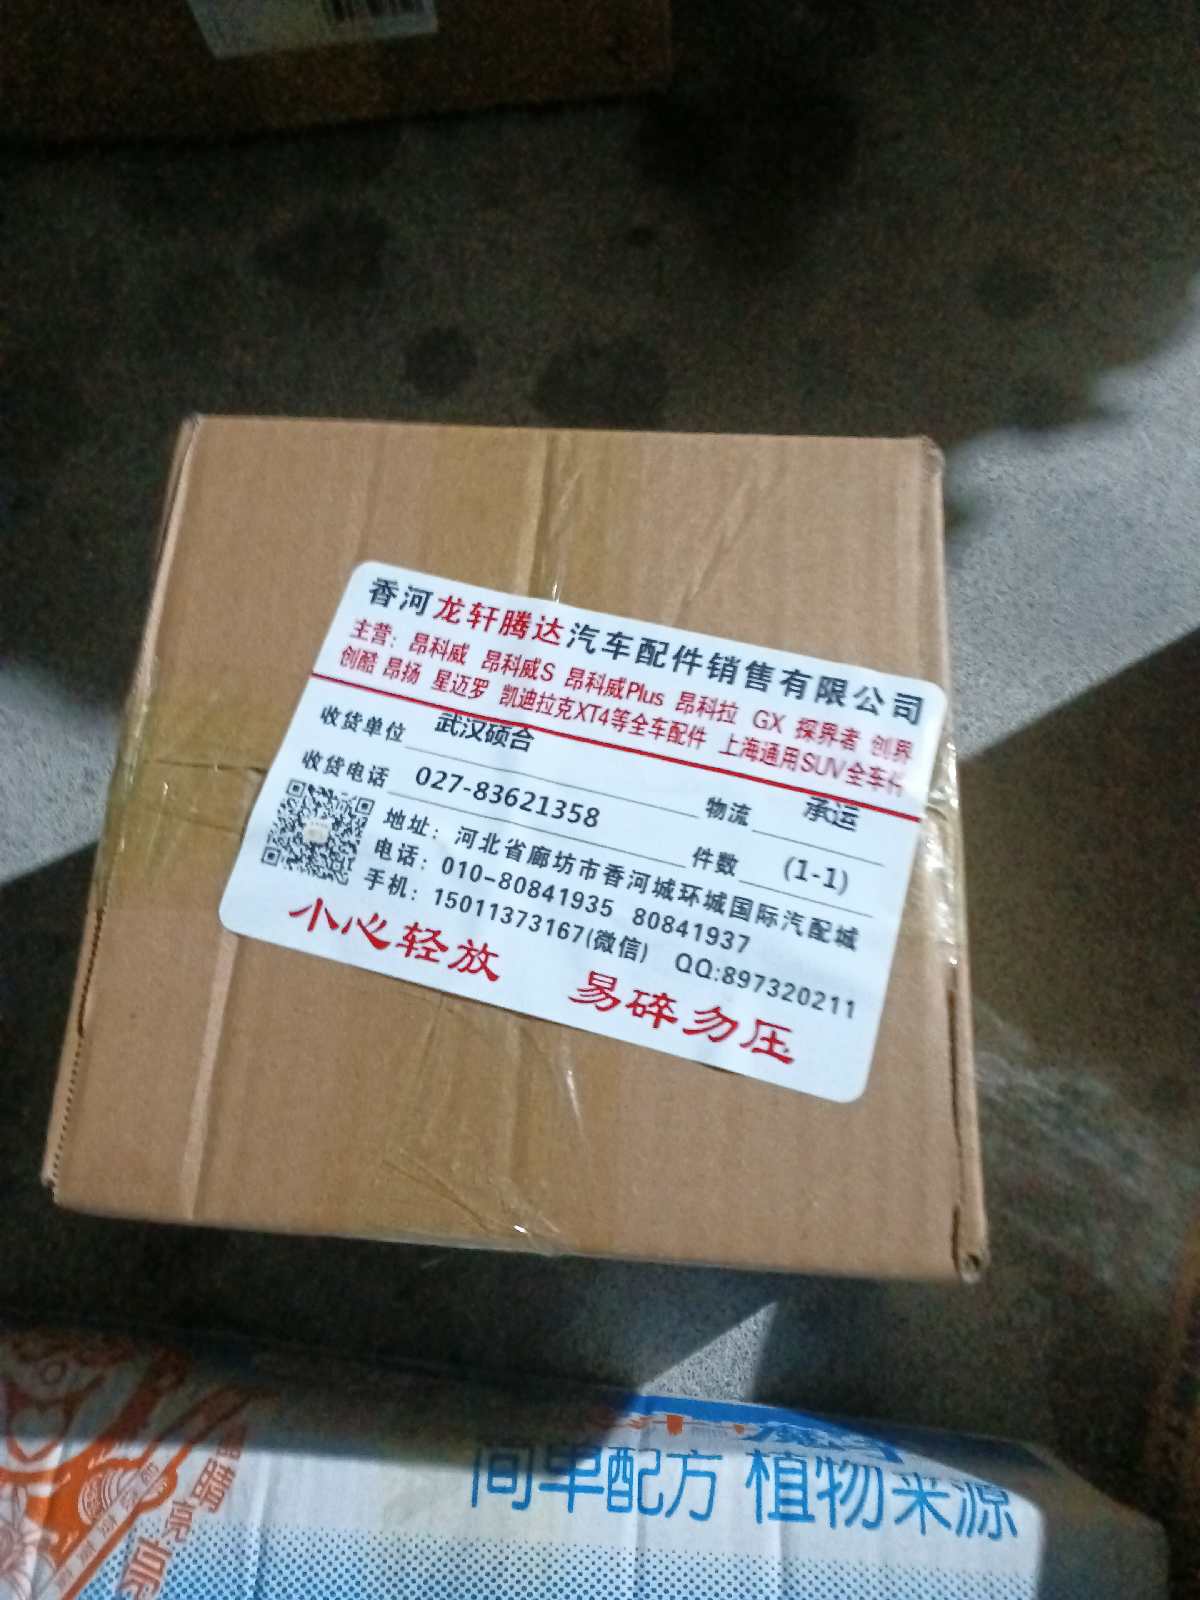 香河龙轩腾达汽车配件销售有限公司
主营：昂科威 昂科威S 昂科威Plus 昂科拉 GX 探界者 创界
创酷 昂扬 星迈罗 凯迪拉克XT4等全车配件 上海通用SUV全车件
收货单位 武汉硕合 物流 承运
收货电话 027-83621358 件数 (1-1)
地址：河北省廊坊市香河城环城国际汽配城
电话：010-80841935 80841937
手机：15011373167(微信) QQ:897320211
小心轻放 易碎勿压
简单配方 植物来源